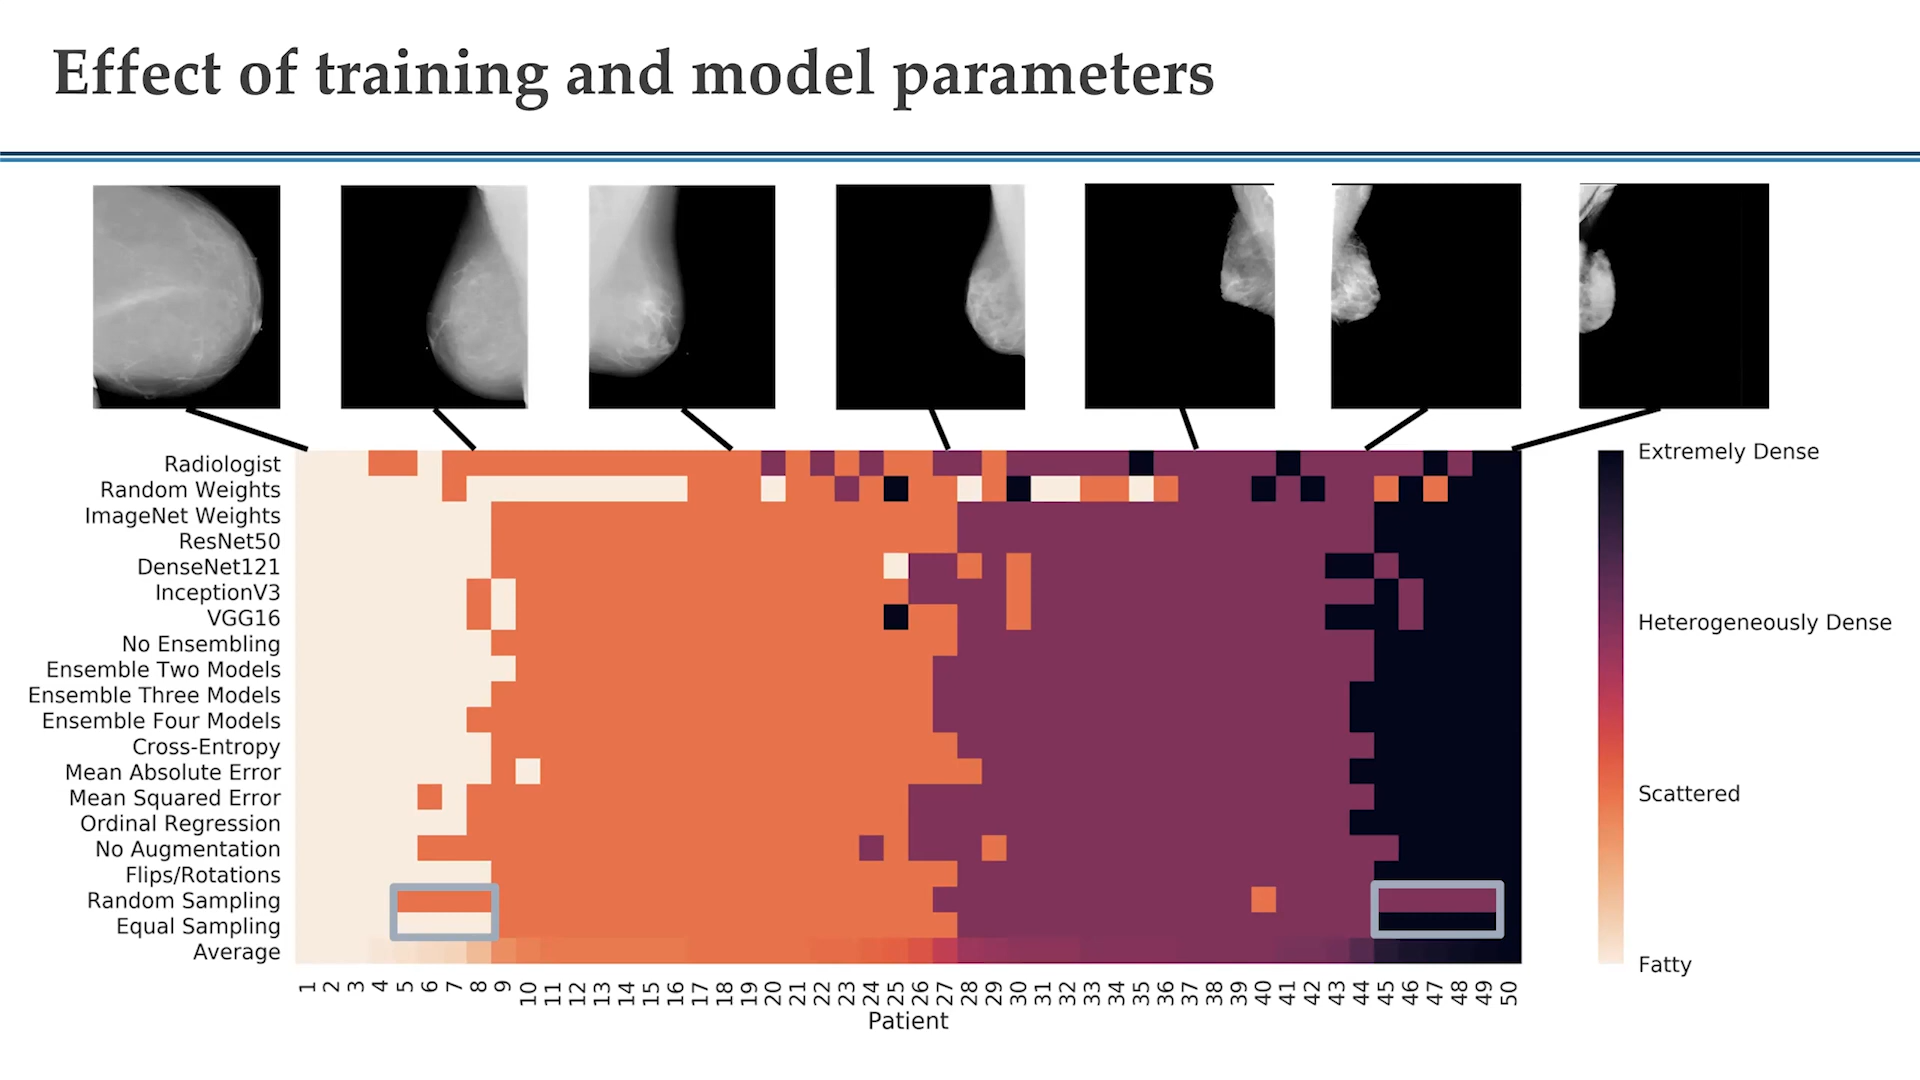 Effect of training and model parameters
Radiologist
Random Weights
ImageNet Weights
ResNet50
DenseNet121
InceptionV3
VGG16
No Ensembling
Ensemble Two Models
Ensemble Three Models
Ensemble Four Models
Cross-Entropy
Mean Absolute Error
Mean Squared Error
Ordinal Regression
No Augmentation
Flips/Rotations
Random Sampling
Equal Sampling
Average
Extremely Dense
Heterogeneously Dense
Scattered
Fatty
1 2 3 4 5 6 7 8 9 10 11 12 13 14 15 16 17 18 19 20 21 22 23 24 25 26 27 28 29 30 31 32 33 34 35 36 37 38 39 40 41 42 43 44 45 46 47 48 49 50
Patient